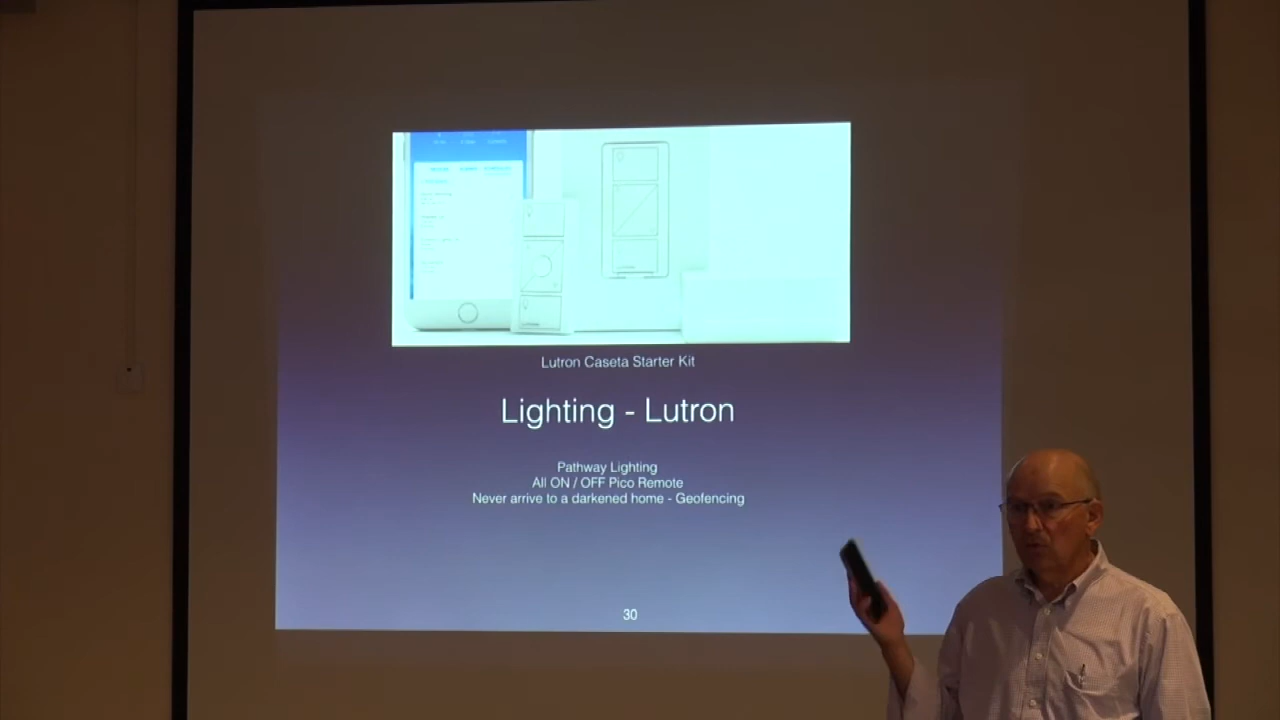 Lutron Caseta Starter Kit
Lighting - Lutron
Pathway Lighting
All ON / OFF Pico Remote
Never arrive to a darkened home - Geofencing
30